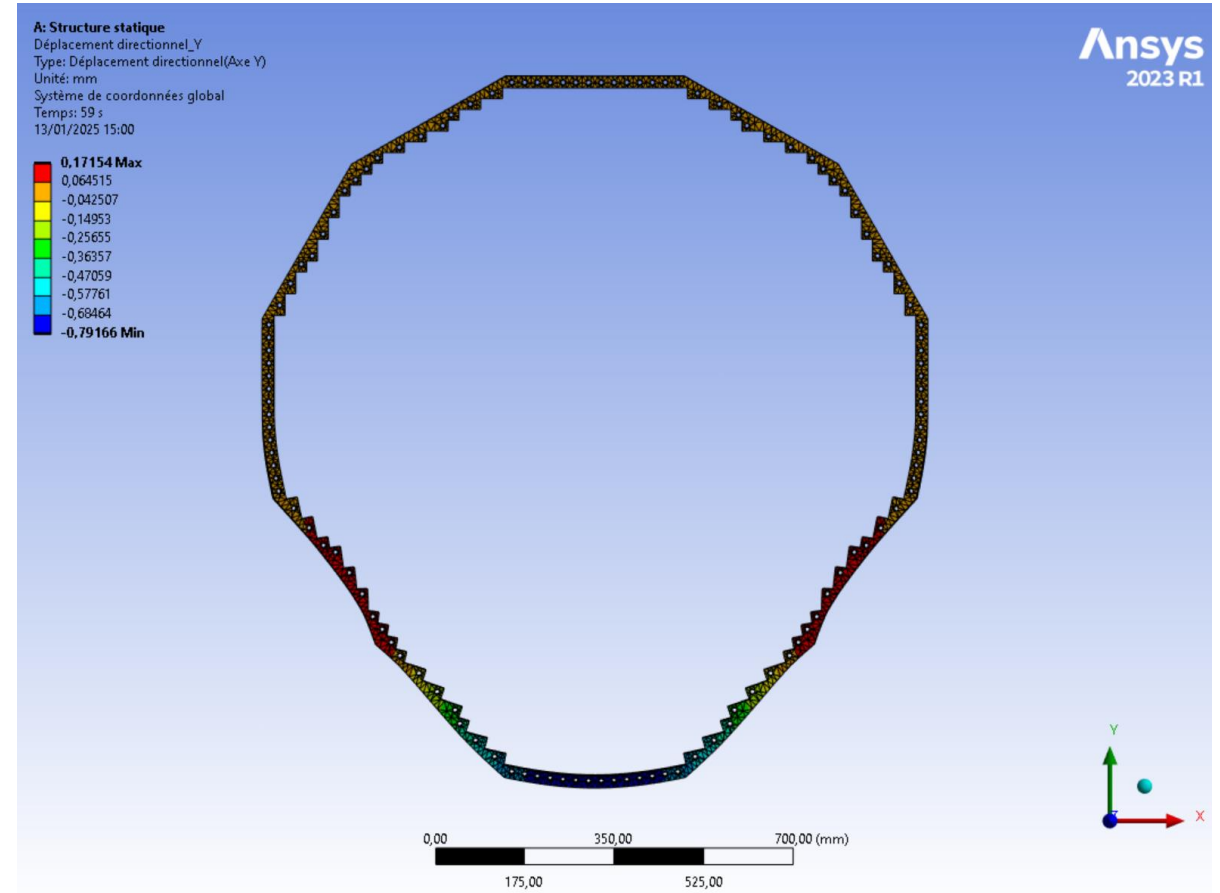 A: Structure statique
Déplacement directionnel_Y
Type: Déplacement directionnel(Axe Y)
Unité: mm
Système de coordonnées global
Temps: 59 s
13/01/2025 15:00
Ansys
2023 R1
0,17154 Max
0,064515
-0,042507
-0,14953
-0,25655
-0,36357
-0,47059
-0,57761
-0,68464
-0,79166 Min
Y
X
Z
0,00 350,00 700,00 (mm)
175,00 525,00